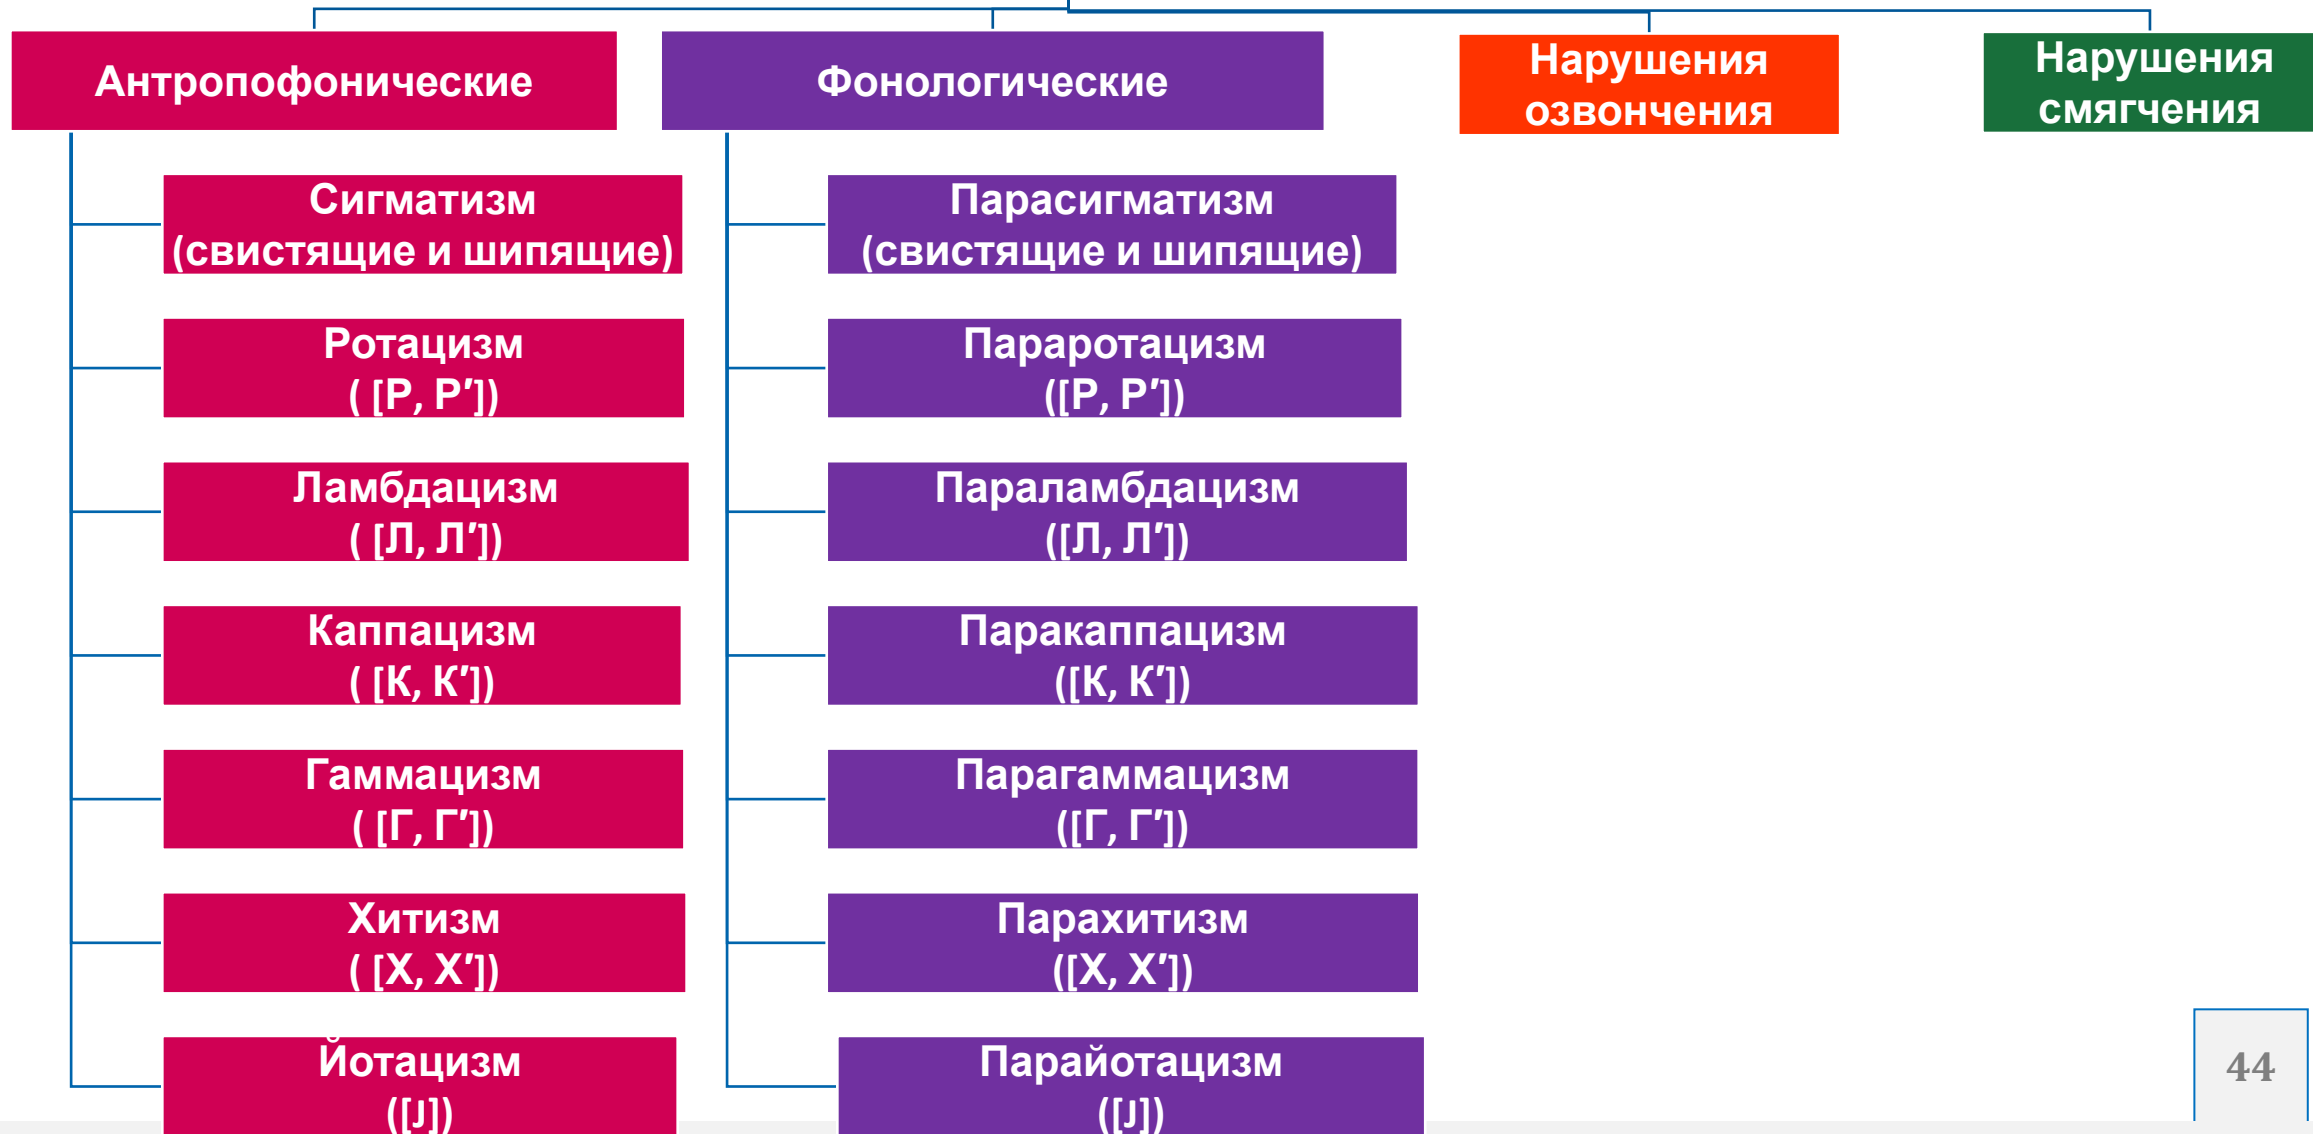 Антропофонические
Фонологические
Нарушения
озвончения
Нарушения
смягчения
Сигматизм
(свистящие и шипящие)
Ротацизм
( [Р, Р'])
Ламбдацизм
( [Л, Л'])
Каппацизм
( [К, К'])
Гаммацизм
( [Г, Г'])
Хитизм
( [Х, Х'])
Йотацизм
([J])
Парасигматизм
(свистящие и шипящие)
Параротацизм
([Р, Р'])
Параламбдацизм
([Л, Л'])
Паракаппацизм
([К, К'])
Парагаммацизм
([Г, Г'])
Парахитизм
([Х, Х'])
Парайотацизм
([J])
44